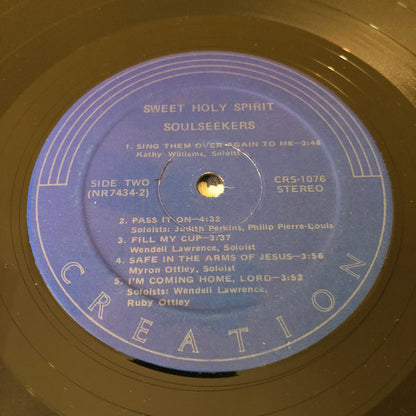 SWEET HOLY SPIRIT
SOULSEEKERS
1. SING THEM OVER AGAIN TO ME—3:48
Kathy Williams, Soloist
SIDE TWO
(NR7434-2)
CRS-1076
STEREO
2. PASS IT ON—4:32
Soloists: Judith Perkins, Philip Pierre-Louis
3. FILL MY CUP—3:37
Wendell Lawrence, Soloist
4. SAFE IN THE ARMS OF JESUS—3:56
Myron Ottley, Soloist
5. I'M COMING HOME, LORD—3:52
Soloists: Wendell Lawrence,
Ruby Ottley
CREATION